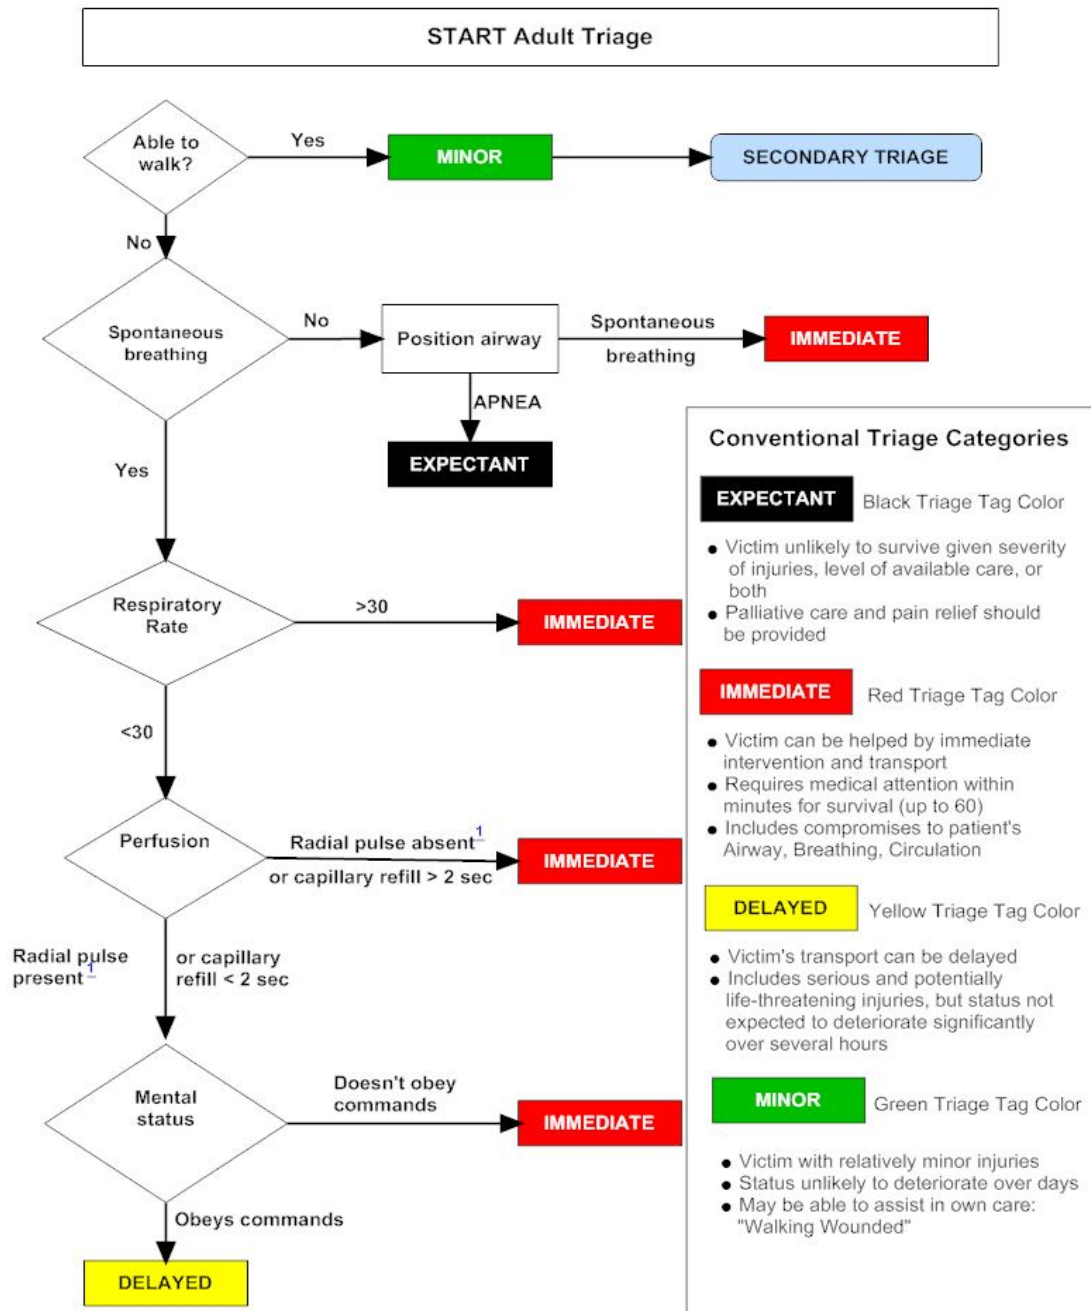 START Adult Triage
Able to
walk?
Yes
MINOR
SECONDARY TRIAGE
No
Spontaneous
breathing
No
Position airway
Spontaneous
breathing
IMMEDIATE
APNEA
EXPECTANT
Yes
Respiratory
Rate
>30
IMMEDIATE
<30
Perfusion
Radial pulse absent 1
or capillary refill > 2 sec
IMMEDIATE
Radial pulse
present 1
or capillary
refill < 2 sec
Mental
status
Doesn't obey
commands
IMMEDIATE
Obeys commands
DELAYED
Conventional Triage Categories
EXPECTANT Black Triage Tag Color
● Victim unlikely to survive given severity
of injuries, level of available care, or
both
● Palliative care and pain relief should
be provided
IMMEDIATE Red Triage Tag Color
● Victim can be helped by immediate
intervention and transport
● Requires medical attention within
minutes for survival (up to 60)
● Includes compromises to patient's
Airway, Breathing, Circulation
DELAYED Yellow Triage Tag Color
● Victim's transport can be delayed
● Includes serious and potentially
life-threatening injuries, but status not
expected to deteriorate significantly
over several hours
MINOR Green Triage Tag Color
● Victim with relatively minor injuries
● Status unlikely to deteriorate over days
● May be able to assist in own care:
"Walking Wounded"